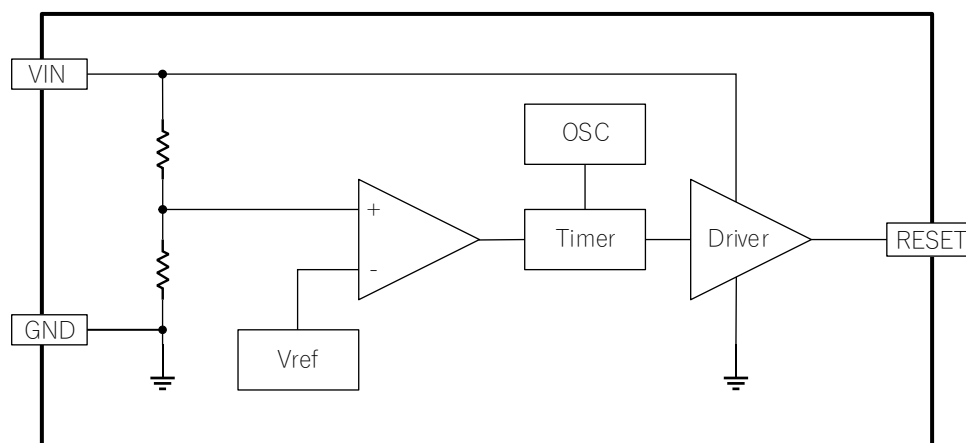 VIN
OSC
+
Timer
Driver
RESET
-
GND
Vref